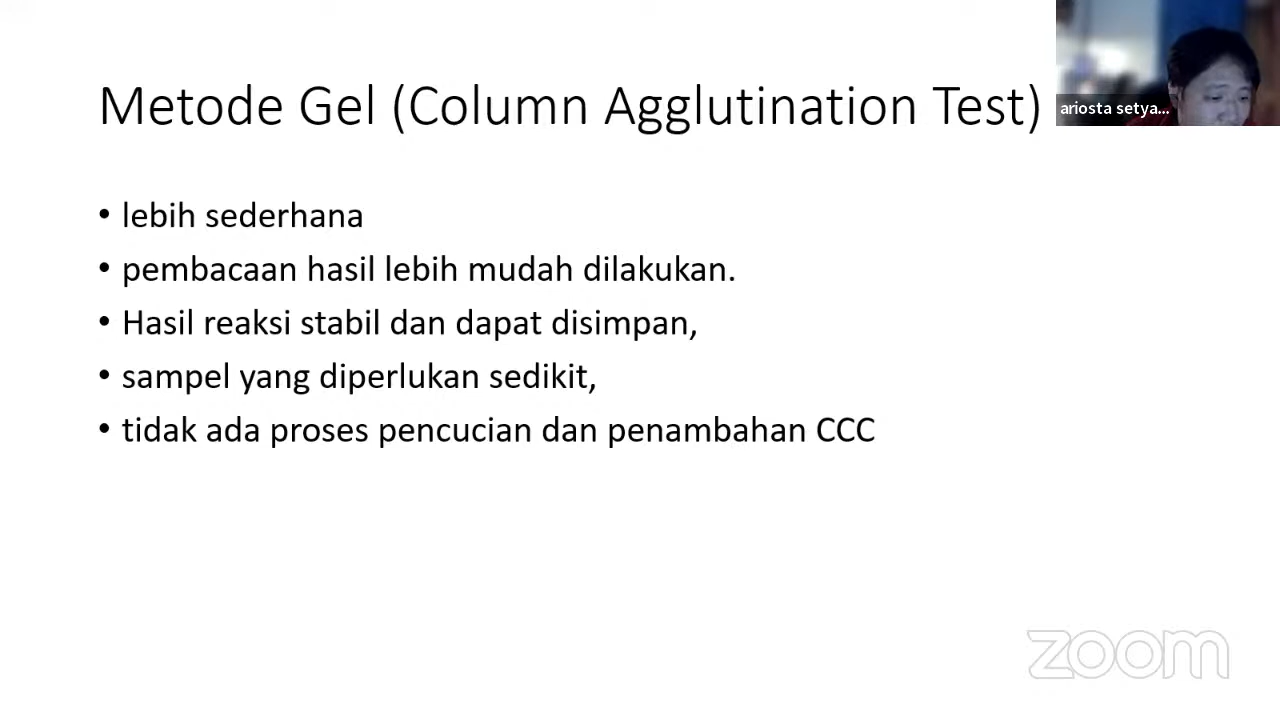 Metode Gel (Column Agglutination Test)
ariosta setya...
• lebih sederhana
• pembacaan hasil lebih mudah dilakukan.
• Hasil reaksi stabil dan dapat disimpan,
• sampel yang diperlukan sedikit,
• tidak ada proses pencucian dan penambahan CCC
zoom